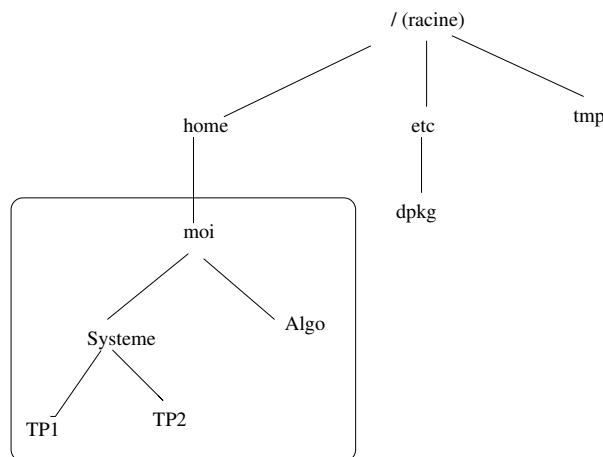 / (racine)
home
etc
tmp
dpkg
moi
Systeme
Algo
TP1
TP2